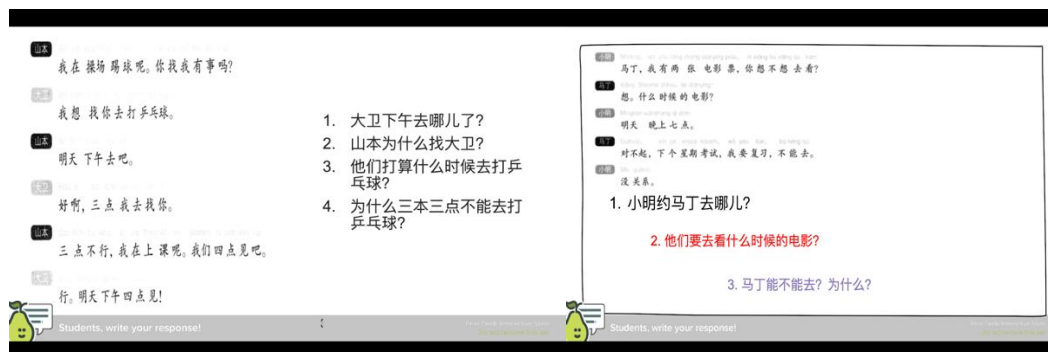 山本
我在操场踢球呢。你找我有事吗?
大卫
我想找你去打乒乓球。
山本
明天下午去吧。
大卫
好啊,三点我去找你。
山本
三点不行,我在上课呢。我们四点见吧。
大卫
行。明天下午四点见!
Students, write your response!
1. 大卫下午去哪儿了?
2. 山本为什么找大卫?
3. 他们打算什么时候去打乒
乓球?
4. 为什么三本三点不能去打
乒乓球?
小明
马丁,我有两张电影票,你想不想去看?
马丁
想。什么时候的电影?
小明
明天晚上七点。
马丁
对不起,下个星期考试,我要复习,不能去。
小明
没关系。
1. 小明约马丁去哪儿?
2. 他们要去看什么时候的电影?
3. 马丁能不能去?为什么?
Students, write your response!